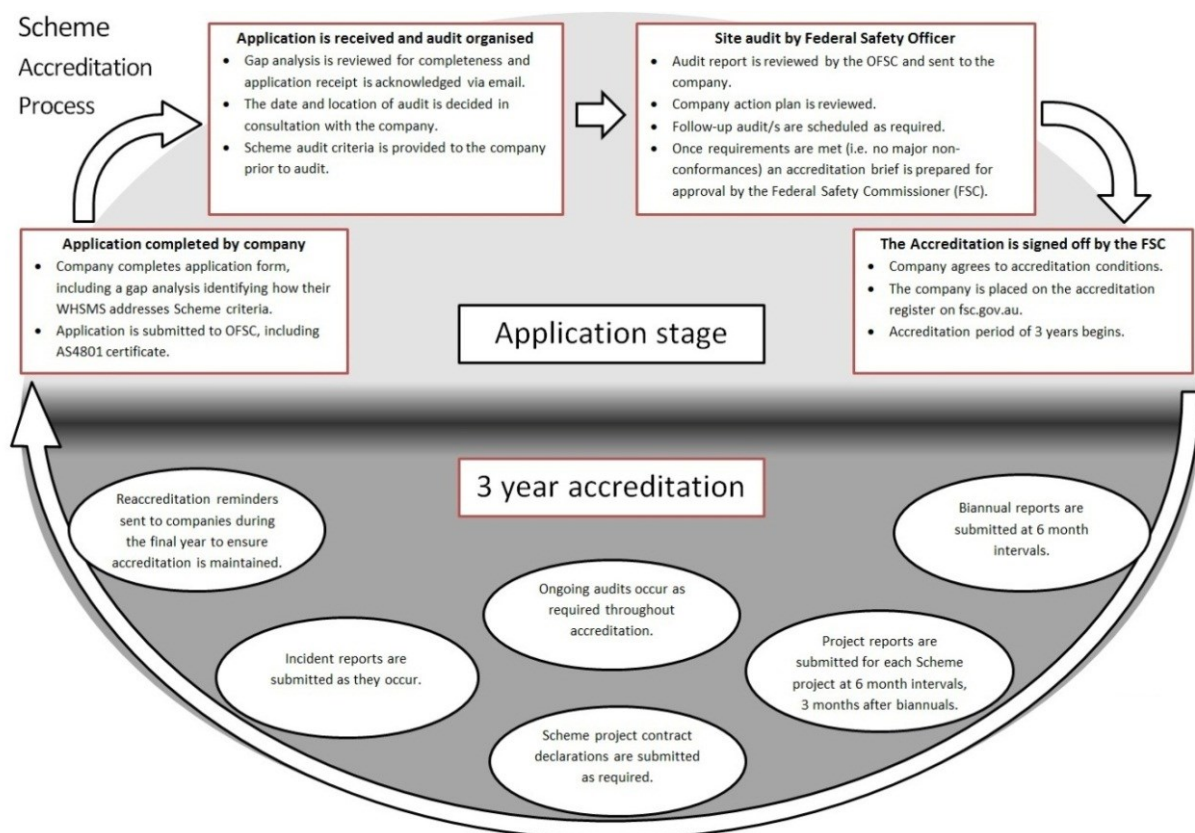 Scheme
Accreditation
Process
Application completed by company
• Company completes application form,
including a gap analysis identifying how their
WHSMS addresses Scheme criteria.
• Application is submitted to OFSC, including
AS4801 certificate.
Application is received and audit organised
• Gap analysis is reviewed for completeness and
application receipt is acknowledged via email.
• The date and location of audit is decided in
consultation with the company.
• Scheme audit criteria is provided to the company
prior to audit.
Site audit by Federal Safety Officer
• Audit report is reviewed by the OFSC and sent to the
company.
• Company action plan is reviewed.
• Follow-up audit/s are scheduled as required.
• Once requirements are met (i.e. no major non-
conformances) an accreditation brief is prepared for
approval by the Federal Safety Commissioner (FSC).
The Accreditation is signed off by the FSC
• Company agrees to accreditation conditions.
• The company is placed on the accreditation
register on fsc.gov.au.
• Accreditation period of 3 years begins.
Application stage
3 year accreditation
Biannual reports are
submitted at 6 month
intervals.
Project reports are
submitted for each Scheme
project at 6 month intervals,
3 months after biannuals.
Ongoing audits occur as
required throughout
accreditation.
Scheme project contract
declarations are submitted
as required.
Incident reports are
submitted as they occur.
Reaccreditation reminders
sent to companies during
the final year to ensure
accreditation is maintained.